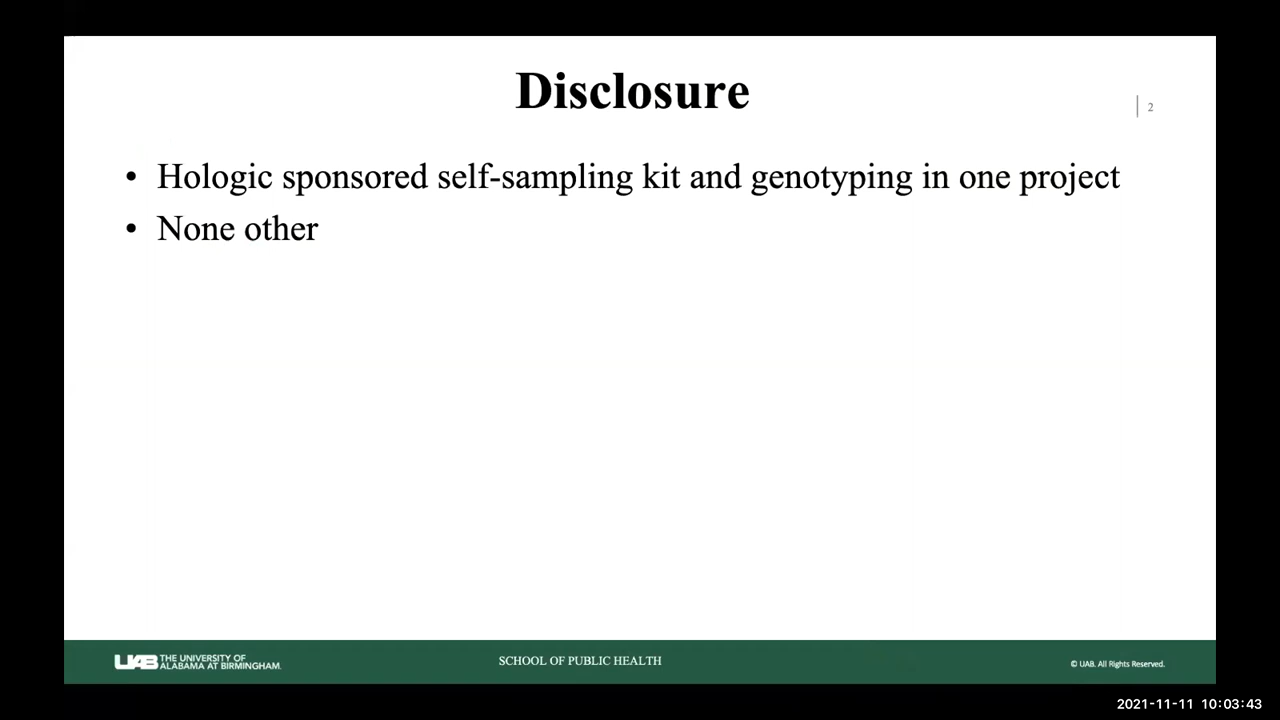 Disclosure
2
• Hologic sponsored self-sampling kit and genotyping in one project
• None other
UAB THE UNIVERSITY OF
ALABAMA AT BIRMINGHAM.
SCHOOL OF PUBLIC HEALTH
© UAB. All Rights Reserved.
2021-11-11 10:03:43